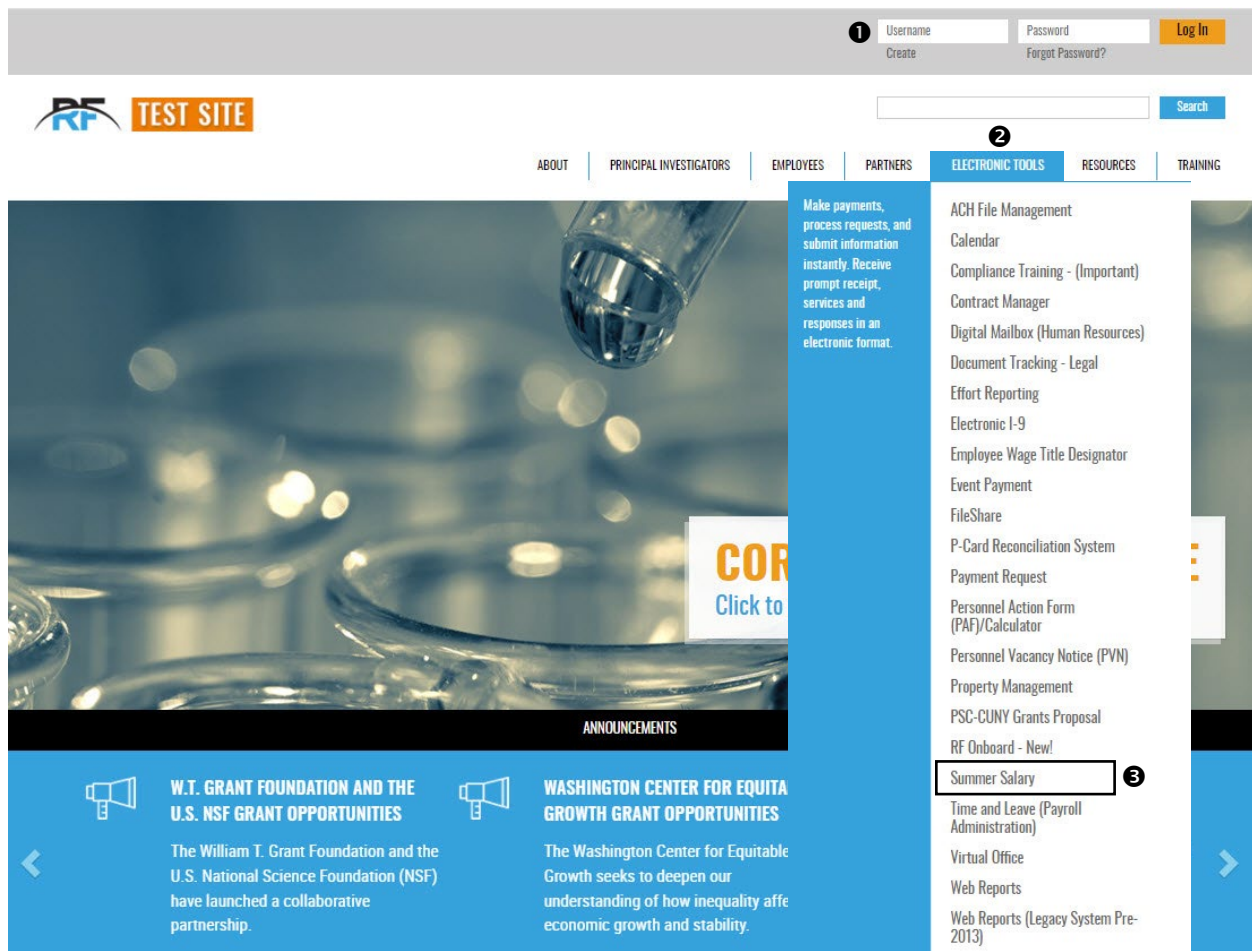 ❶
Username
Password
Log In
Create
Forgot Password?
RF TEST SITE
Search
❷
ABOUT
PRINCIPAL INVESTIGATORS
EMPLOYEES
PARTNERS
ELECTRONIC TOOLS
RESOURCES
TRAINING
Make payments,
process requests, and
submit information
instantly. Receive
prompt receipt,
services and
responses in an
electronic format.
ACH File Management
Calendar
Compliance Training - (Important)
Contract Manager
Digital Mailbox (Human Resources)
Document Tracking - Legal
Effort Reporting
Electronic I-9
Employee Wage Title Designator
Event Payment
FileShare
P-Card Reconciliation System
Payment Request
Personnel Action Form
(PAF)/Calculator
Personnel Vacancy Notice (PVN)
Property Management
PSC-CUNY Grants Proposal
RF Onboard - New!
Summer Salary
❸
Time and Leave (Payroll
Administration)
Virtual Office
Web Reports
Web Reports (Legacy System Pre-
2013)
COR
Click to
ANNOUNCEMENTS
W.T. GRANT FOUNDATION AND THE
U.S. NSF GRANT OPPORTUNITIES
The William T. Grant Foundation and the
U.S. National Science Foundation (NSF)
have launched a collaborative
partnership.
WASHINGTON CENTER FOR EQUITA
GROWTH GRANT OPPORTUNITIES
The Washington Center for Equitable
Growth seeks to deepen our
understanding of how inequality affe
economic growth and stability.